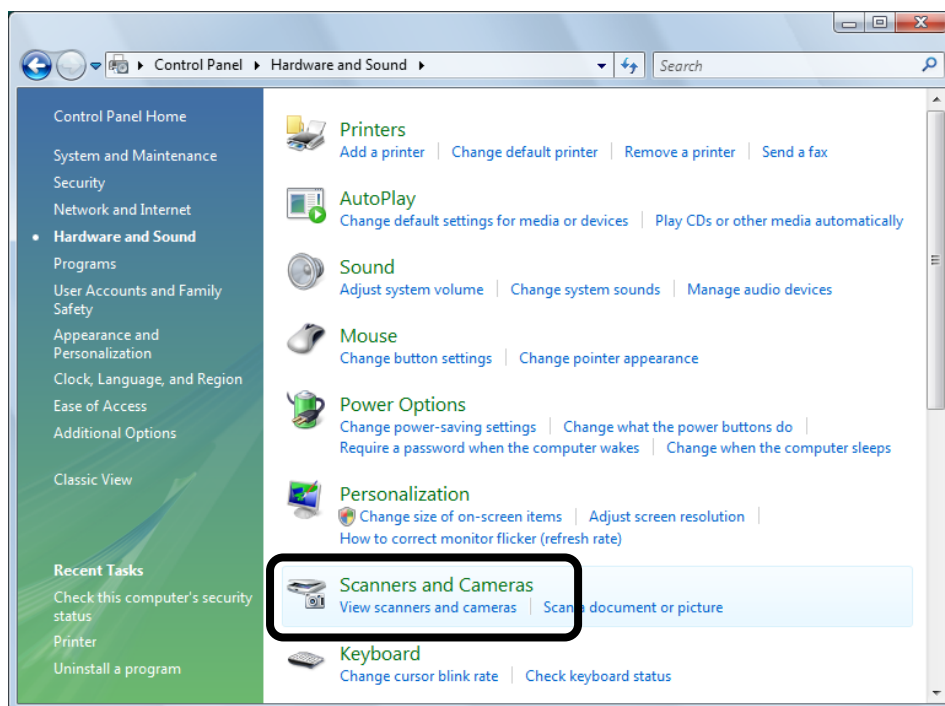 Control Panel Hardware and Sound
Search
Control Panel Home
System and Maintenance
Security
Network and Internet
Hardware and Sound
Programs
User Accounts and Family
Safety
Appearance and
Personalization
Clock, Language, and Region
Ease of Access
Additional Options
Classic View
Recent Tasks
Check this computer's security
status
Printer
Uninstall a program
Printers
Add a printer Change default printer Remove a printer Send a fax
AutoPlay
Change default settings for media or devices Play CDs or other media automatically
Sound
Adjust system volume Change system sounds Manage audio devices
Mouse
Change button settings Change pointer appearance
Power Options
Change power-saving settings Change what the power buttons do
Require a password when the computer wakes Change when the computer sleeps
Personalization
Change size of on-screen items Adjust screen resolution
How to correct monitor flicker (refresh rate)
Scanners and Cameras
View scanners and cameras Scan a document or picture
Keyboard
Change cursor blink rate Check keyboard status